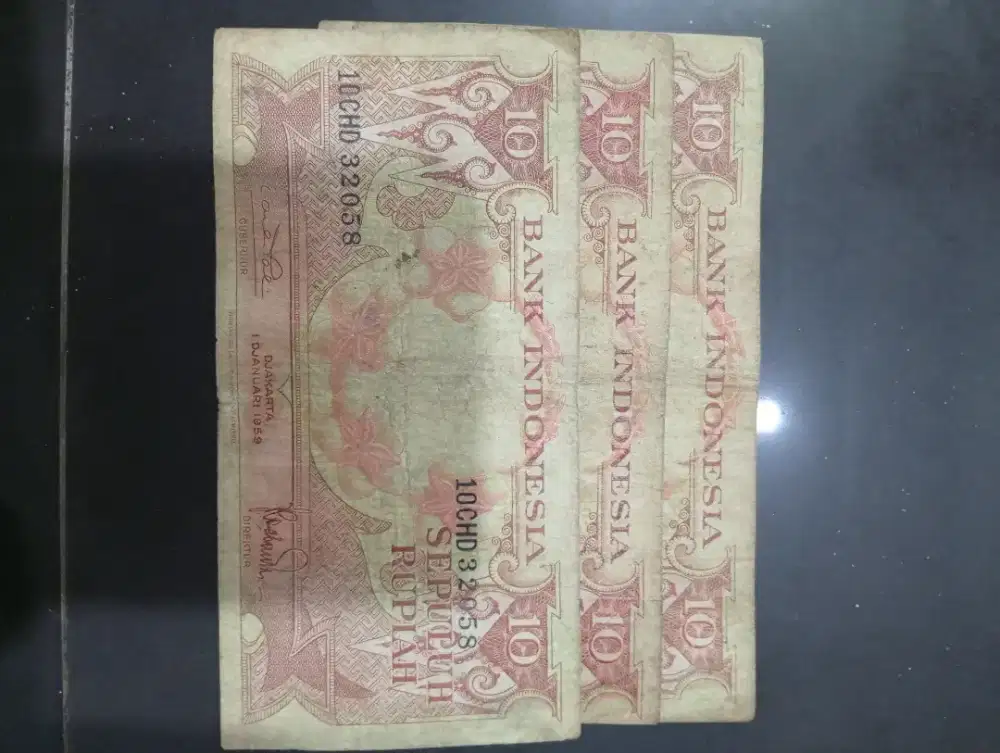 10
BANK INDONESIA
10
10CHD 32058
10CHD 32058
SEPULUH
RUPIAH
GUBERNUR
DJAKARTA
1 DJANUARI 1959
DIREKTUR
10
BANK INDONESIA
10
10
BANK INDONESIA
10